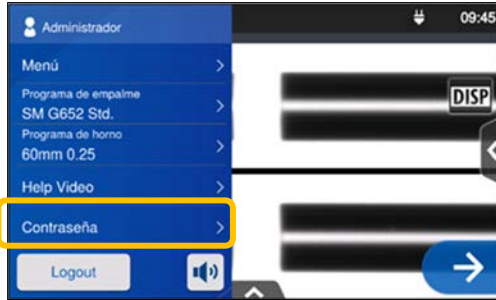 Administrador
09:45
Menú
Programa de empalme
SM G652 Std.
DISP
Programa de horno
60mm 0.25
Help Video
Contraseña
Logout